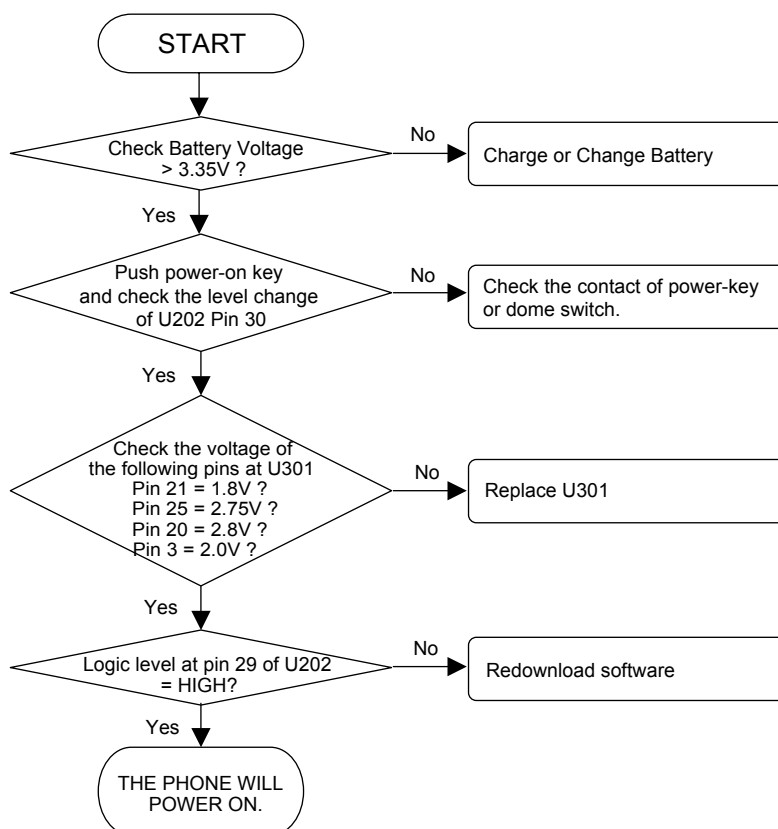 START
Check Battery Voltage
> 3.35V ?
No
Charge or Change Battery
Yes
Push power-on key
and check the level change
of U202 Pin 30
No
Check the contact of power-key
or dome switch.
Yes
Check the voltage of
the following pins at U301
Pin 21 = 1.8V ?
Pin 25 = 2.75V ?
Pin 20 = 2.8V ?
Pin 3 = 2.0V ?
No
Replace U301
Yes
Logic level at pin 29 of U202
= HIGH?
No
Redownload software
Yes
THE PHONE WILL
POWER ON.